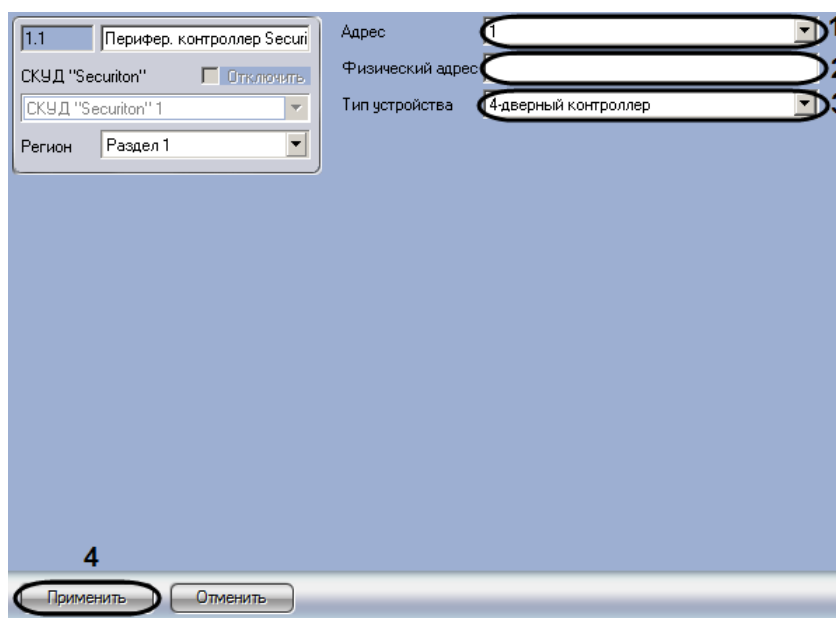 1.1 Перифер. контроллер Securi
СКУД "Securiton" Отключить
СКУД "Securiton" 1
Регион Раздел 1
Адрес 1 1
Физический адрес 2
Тип устройства 4-дверный контроллер 3
4
Применить Отменить